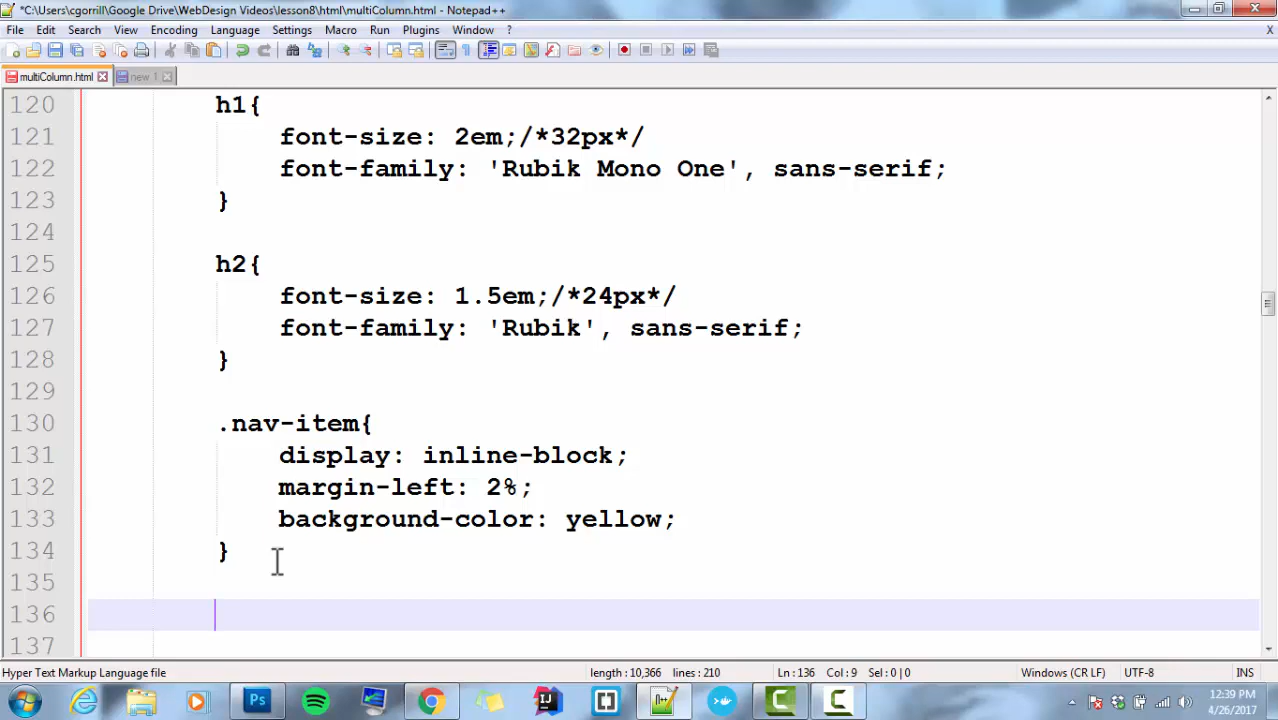 *C:\Users\cgorrill\Google Drive\WebDesign Videos\lesson8\html\multiColumn.html - Notepad++
File Edit Search View Encoding Language Settings Macro Run Plugins Window ? X
multiColumn.html new 1
120 h1{
121 font-size: 2em;/*32px*/
122 font-family: 'Rubik Mono One', sans-serif;
123 }
124
125 h2{
126 font-size: 1.5em;/*24px*/
127 font-family: 'Rubik', sans-serif;
128 }
129
130 .nav-item{
131 display: inline-block;
132 margin-left: 2%;
133 background-color: yellow;
134 }
135
136
137
Hyper Text Markup Language file length : 10,366 lines : 210 Ln : 136 Col : 9 Sel : 0 | 0 Windows (CR LF) UTF-8 INS
Ps IJ 12:39 PM
4/26/2017